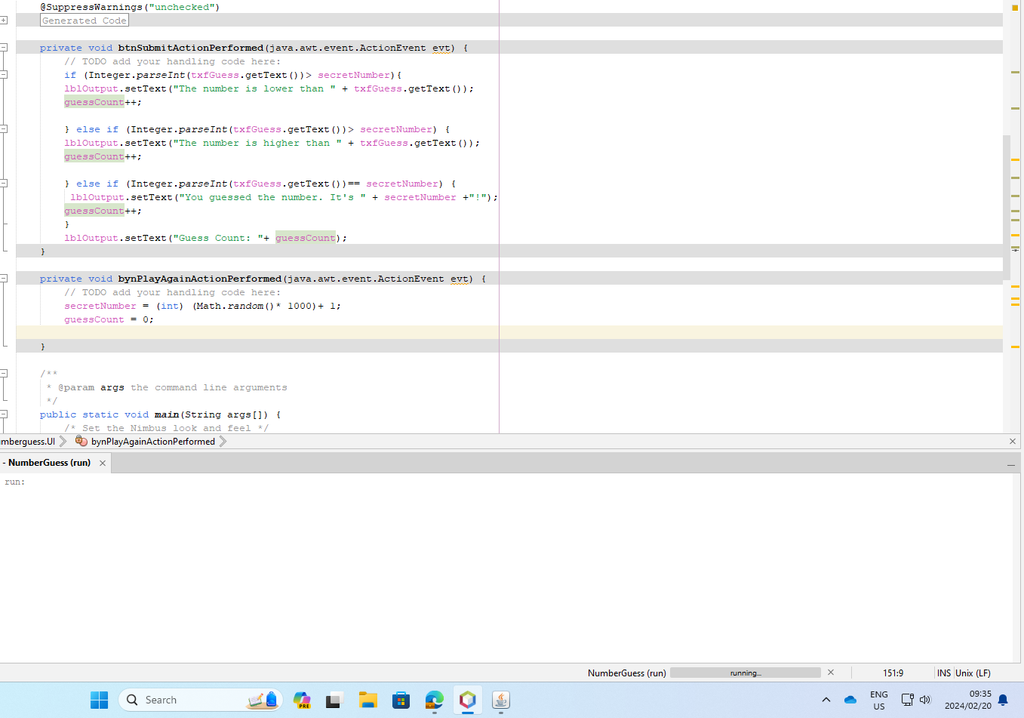 @SuppressWarnings("unchecked")
Generated Code
private void btnSubmitActionPerformed(java.awt.event.ActionEvent evt) {
// TODO add your handling code here:
if (Integer.parseInt(txfGuess.getText())> secretNumber){
lblOutput.setText("The number is lower than " + txfGuess.getText());
guessCount++;
} else if (Integer.parseInt(txfGuess.getText())> secretNumber) {
lblOutput.setText("The number is higher than " + txfGuess.getText());
guessCount++;
} else if (Integer.parseInt(txfGuess.getText())== secretNumber) {
lblOutput.setText("You guessed the number. It's " + secretNumber +"!");
guessCount++;
}
lblOutput.setText("Guess Count: "+ guessCount);
}
private void bynPlayAgainActionPerformed(java.awt.event.ActionEvent evt) {
// TODO add your handling code here:
secretNumber = (int) (Math.random()* 1000)+ 1;
guessCount = 0;
}
/**
* @param args the command line arguments
*/
public static void main(String args[]) {
/* Set the Nimbus look and feel */
mberguess.UI bynPlayAgainActionPerformed
- NumberGuess (run)
run:
NumberGuess (run) running... 151:9 INS Unix (LF)
Search PRE ENG US 09:35 2024/02/20